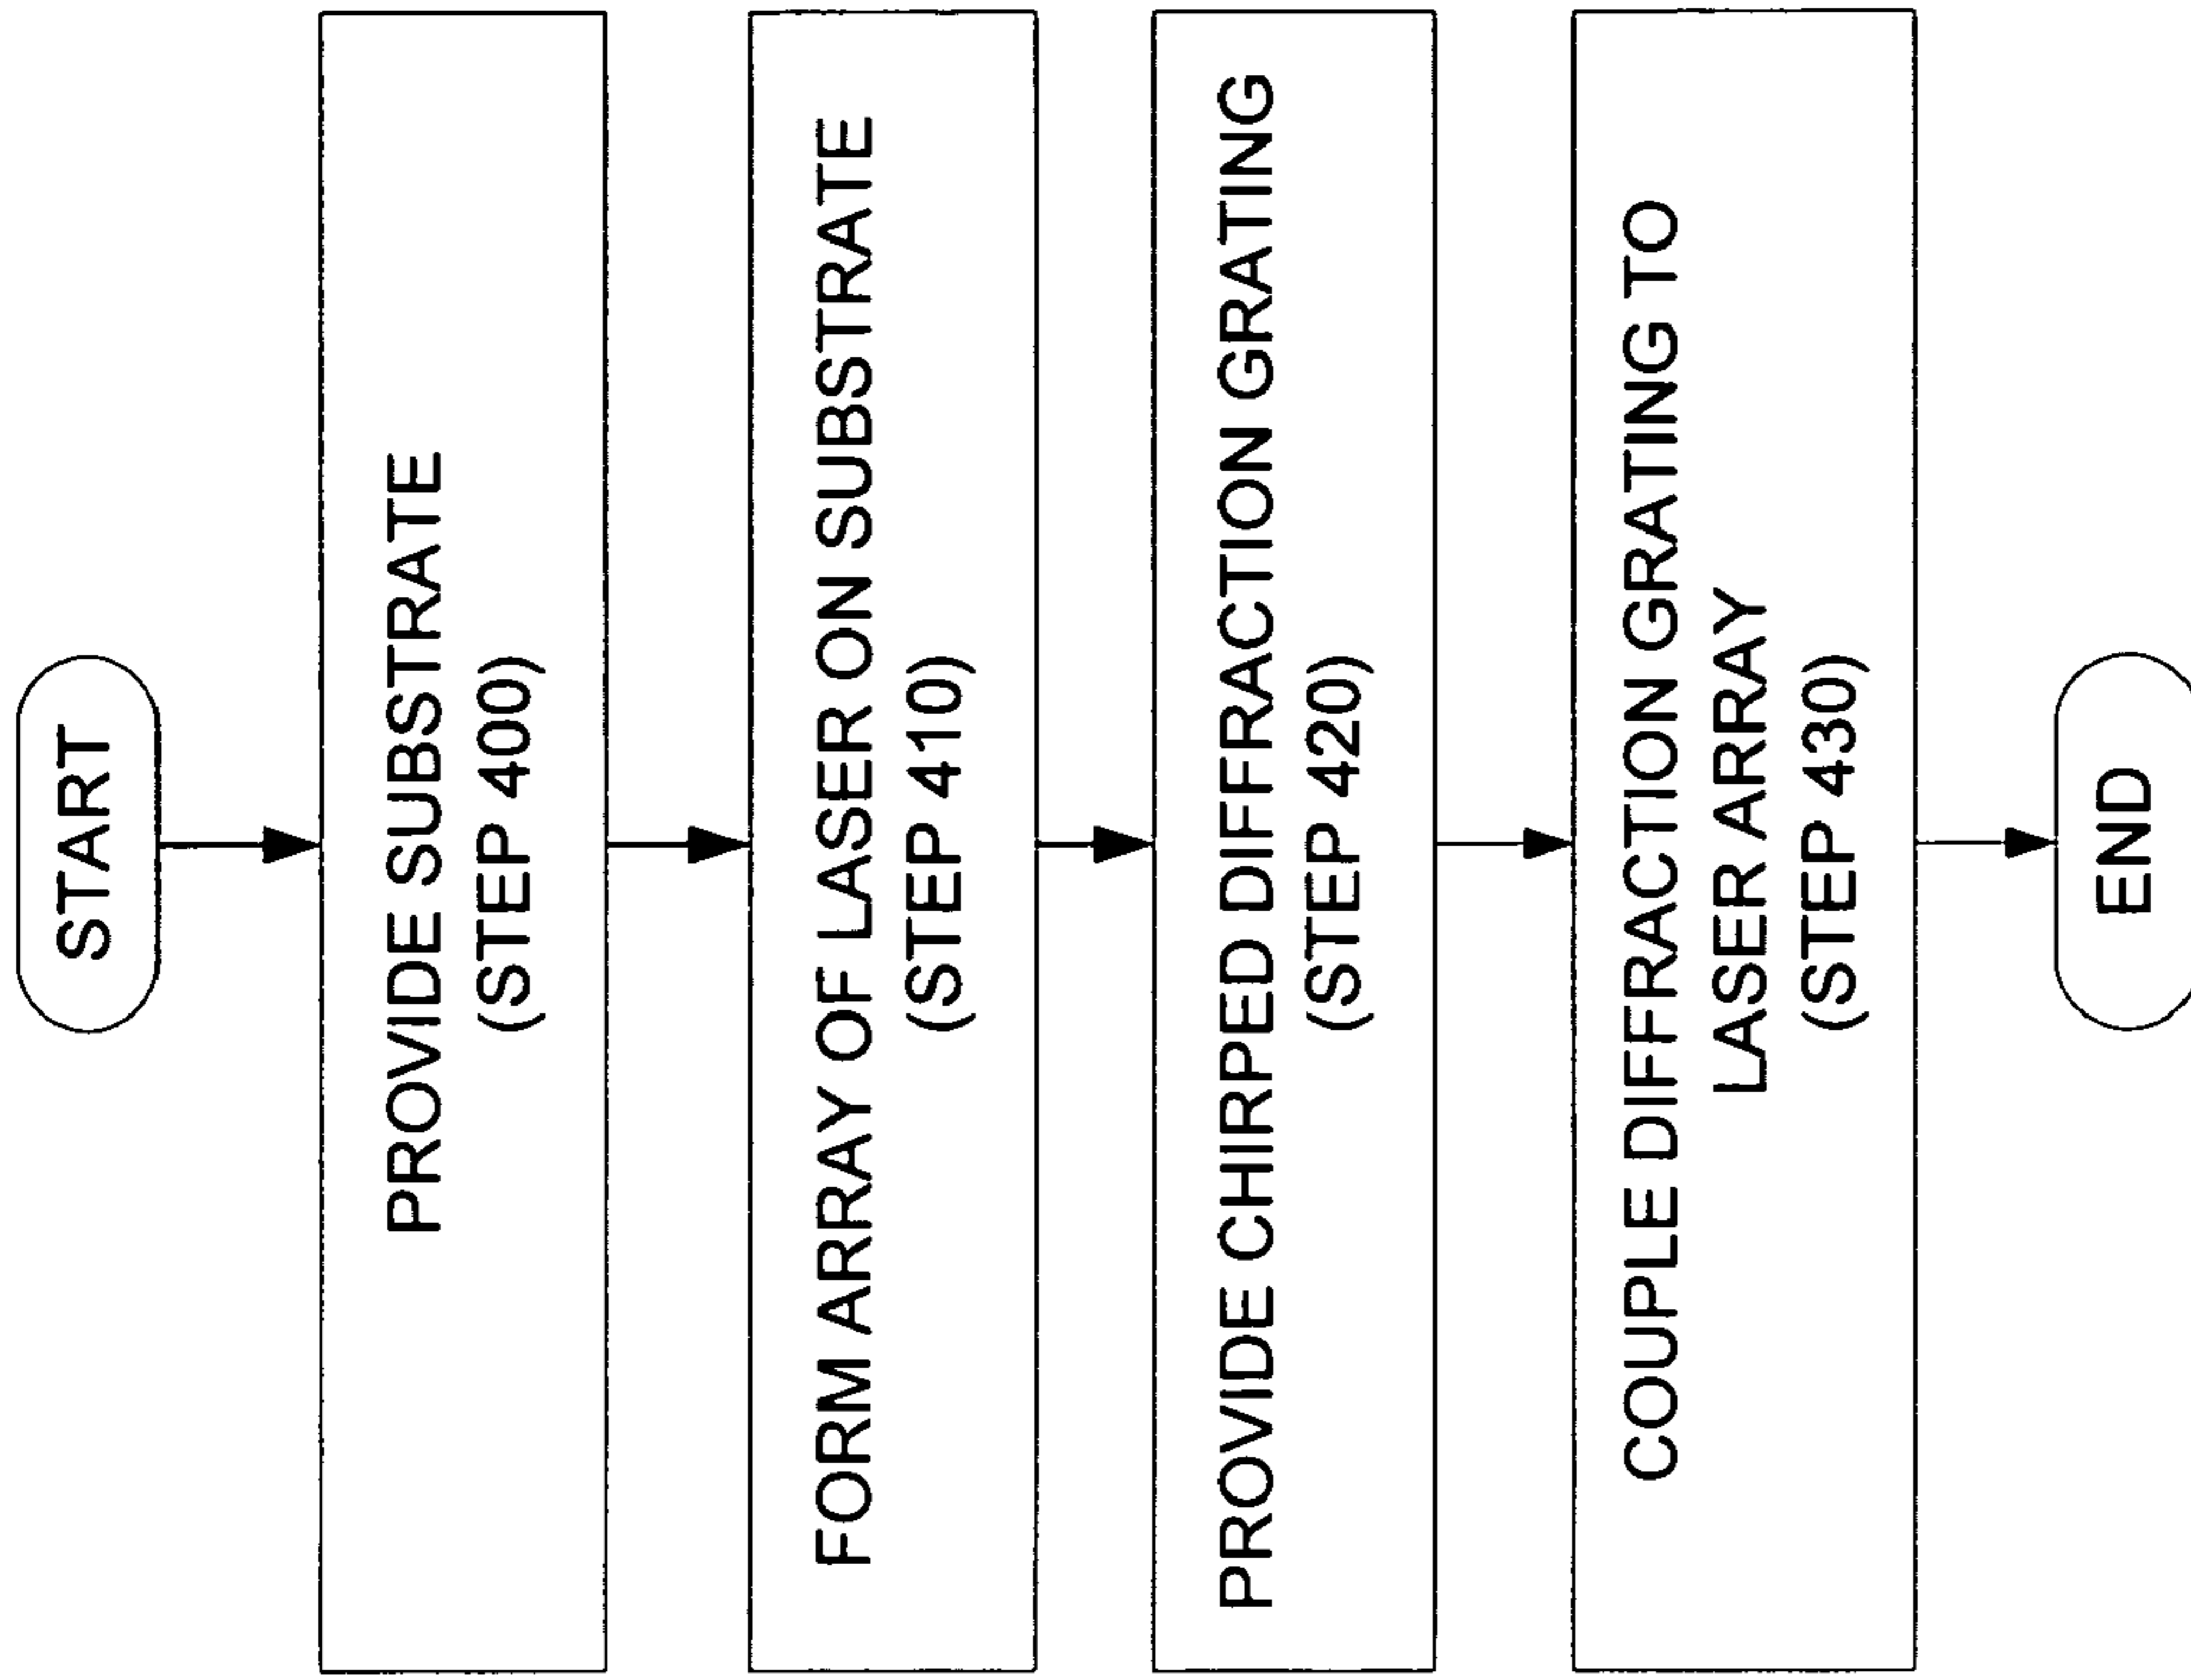 START
PROVIDE SUBSTRATE
(STEP 400)
FORM ARRAY OF LASER ON SUBSTRATE
(STEP 410)
PROVIDE CHIRPED DIFFRACTION GRATING
(STEP 420)
COUPLE DIFFRACTION GRATING TO
LASER ARRAY
(STEP 430)
END